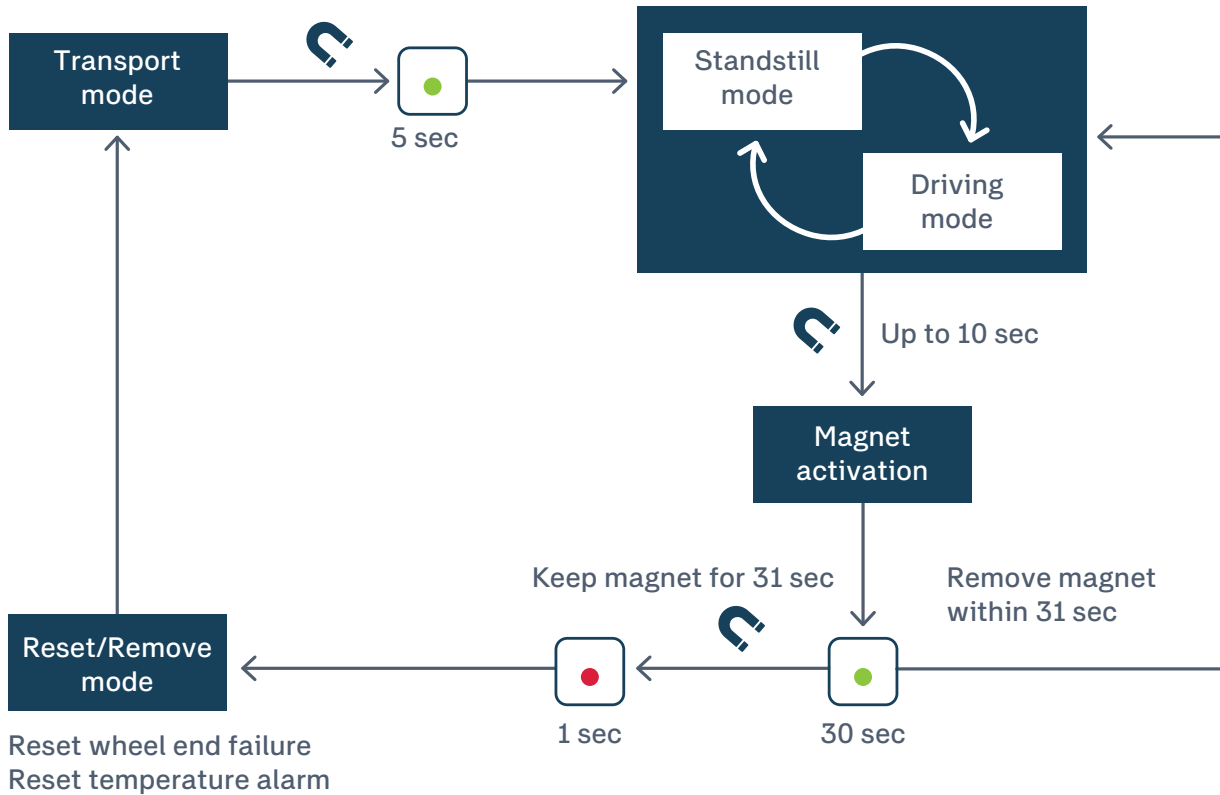 Transport
mode
5 sec
Standstill
mode
Driving
mode
Up to 10 sec
Magnet
activation
Keep magnet for 31 sec
Remove magnet
within 31 sec
Reset/Remove
mode
1 sec
30 sec
Reset wheel end failure
Reset temperature alarm